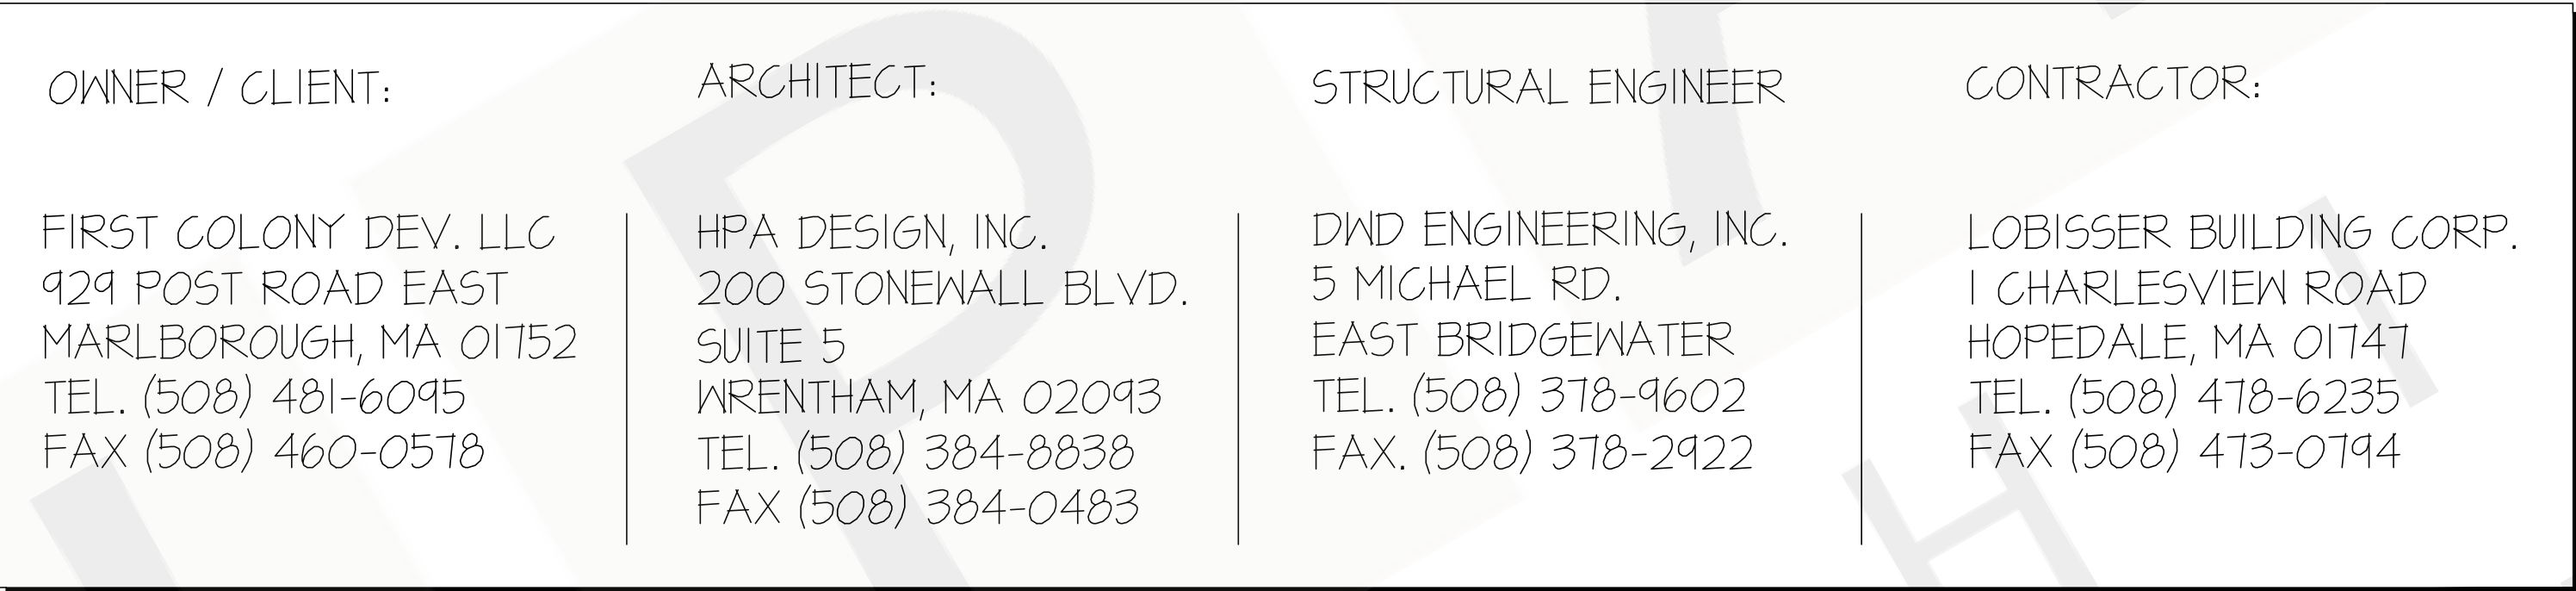 OWNER / CLIENT:
FIRST COLONY DEV. LLC
929 POST ROAD EAST
MARLBOROUGH, MA 01752
TEL. (508) 481-6095
FAX (508) 460-0578
ARCHITECT:
HPA DESIGN, INC.
200 STONEWALL BLVD.
SUITE 5
WRENTHAM, MA 02093
TEL. (508) 384-8838
FAX (508) 384-0483
STRUCTURAL ENGINEER
DWD ENGINEERING, INC.
5 MICHAEL RD.
EAST BRIDGEWATER
TEL. (508) 378-9602
FAX. (508) 378-2922
CONTRACTOR:
LOBISSER BUILDING CORP.
1 CHARLESVIEW ROAD
HOPEDALE, MA 01747
TEL. (508) 478-6235
FAX (508) 473-0794